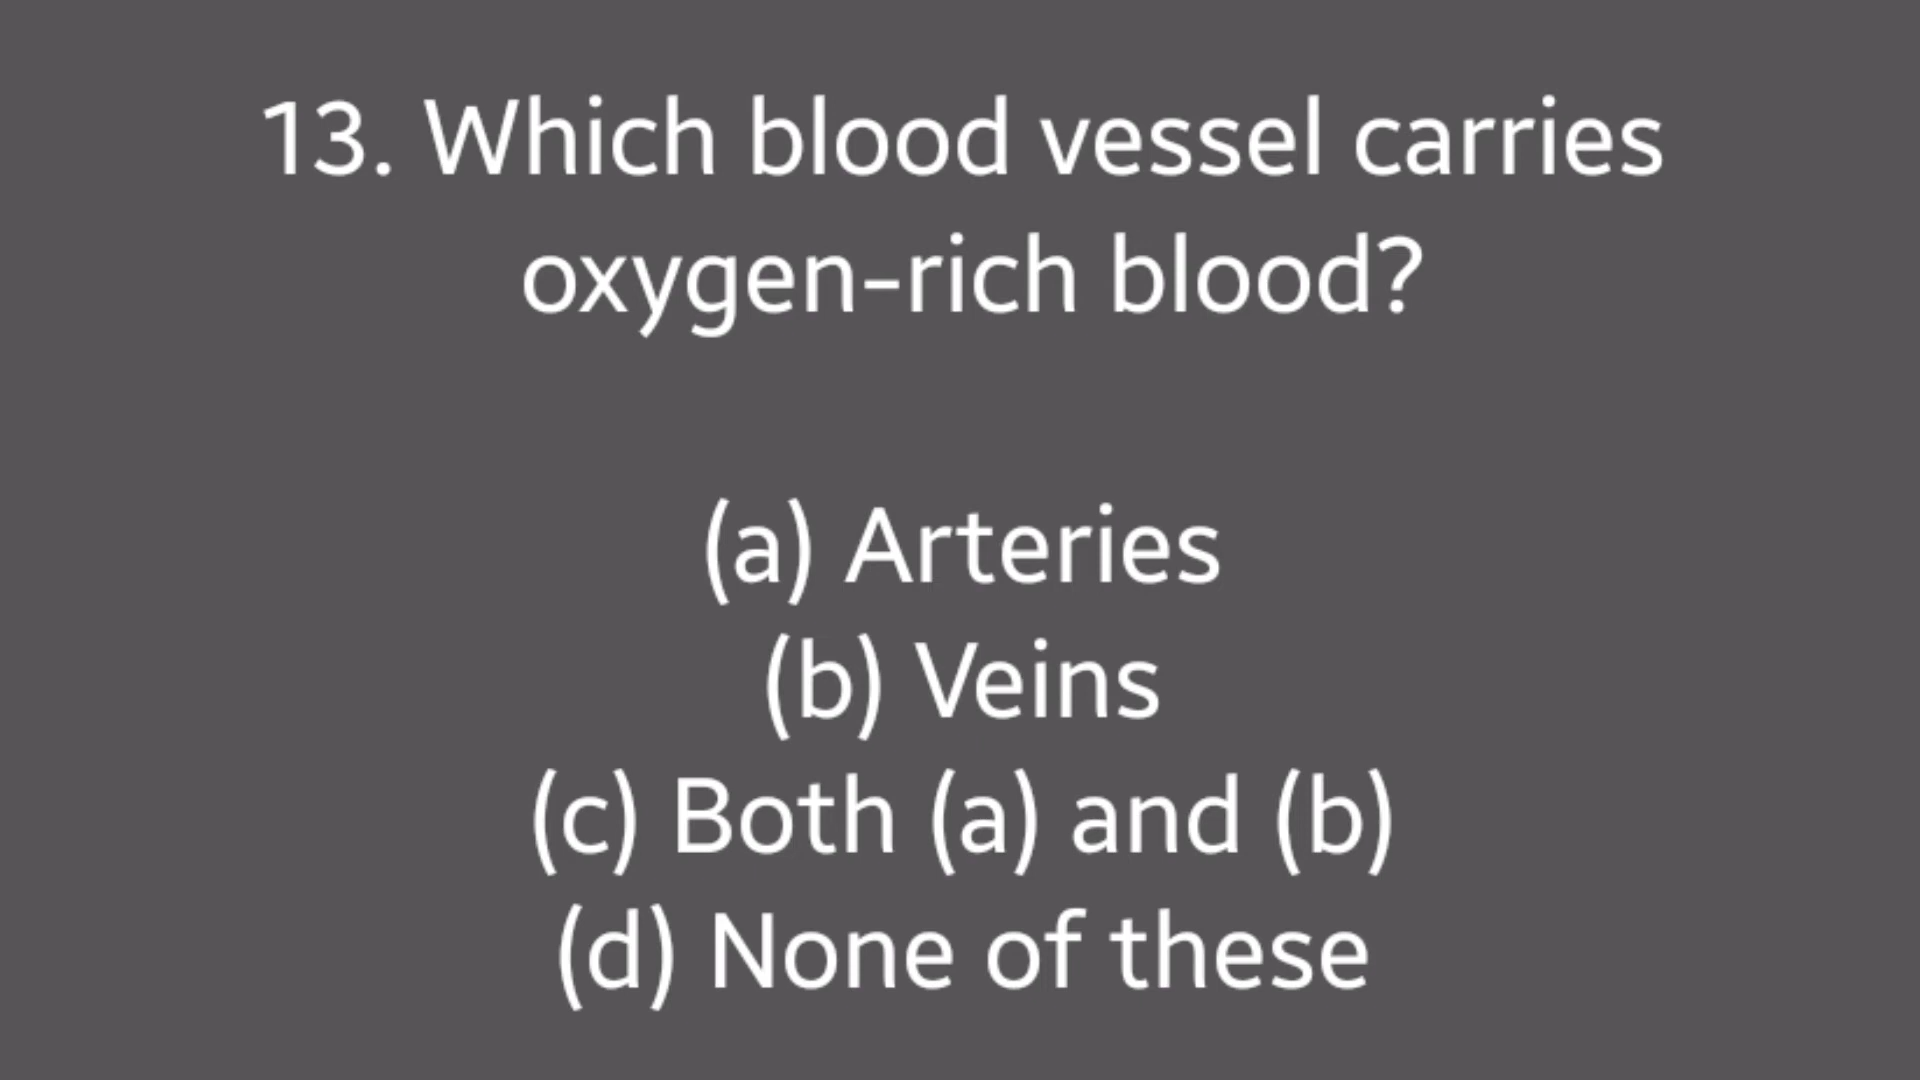 13. Which blood vessel carries
oxygen-rich blood?
(a) Arteries
(b) Veins
(c) Both (a) and (b)
(d) None of these